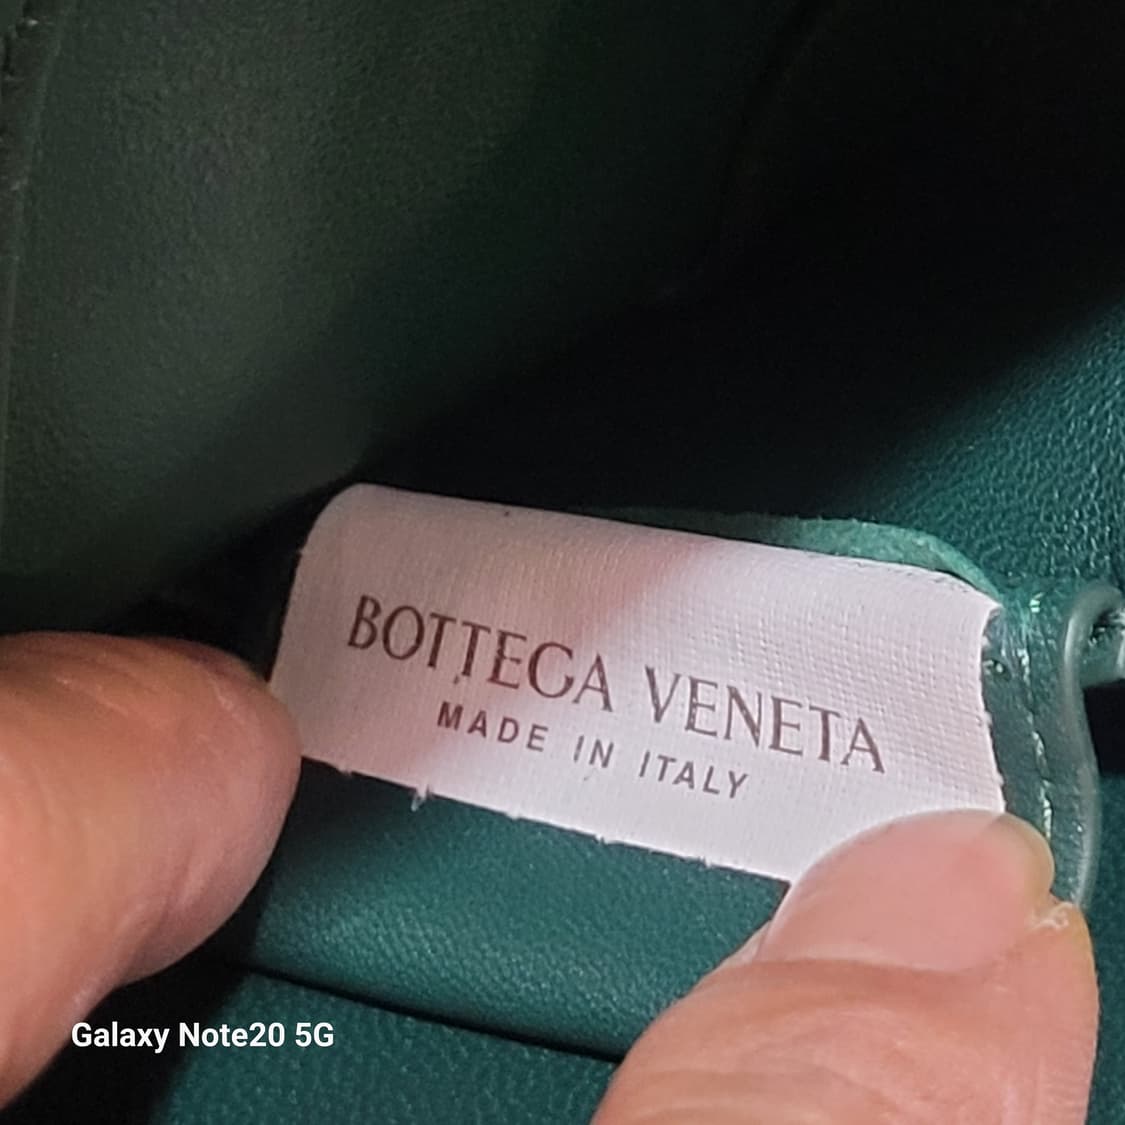 BOTTEGA VENETA
MADE IN ITALY
Galaxy Note20 5G